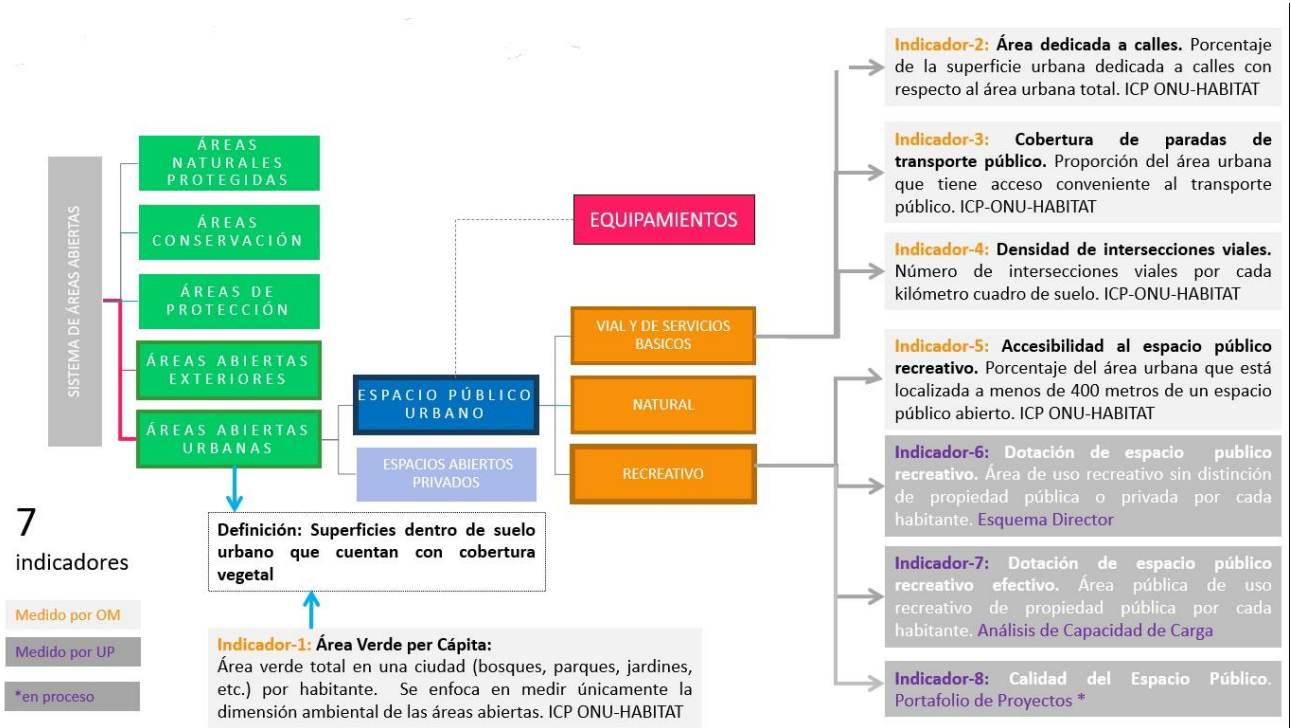 SISTEMA DE ÁREAS ABIERTAS
ÁREAS
NATURALES
PROTEGIDAS
ÁREAS
CONSERVACIÓN
ÁREAS DE
PROTECCIÓN
ÁREAS ABIERTAS
EXTERIORES
ÁREAS ABIERTAS
URBANAS
ESPACIO PÚBLICO
URBANO
ESPACIOS ABIERTOS
PRIVADOS
EQUIPAMIENTOS
VIAL Y DE SERVICIOS
BASICOS
NATURAL
RECREATIVO
Indicador-2: Área dedicada a calles. Porcentaje
de la superficie urbana dedicada a calles con
respecto al área urbana total. ICP ONU-HABITAT
Indicador-3: Cobertura de paradas de
transporte público. Proporción del área urbana
que tiene acceso conveniente al transporte
público. ICP-ONU-HABITAT
Indicador-4: Densidad de intersecciones viales.
Número de intersecciones viales por cada
kilómetro cuadro de suelo. ICP-ONU-HABITAT
Indicador-5: Accesibilidad al espacio público
recreativo. Porcentaje del área urbana que está
localizada a menos de 400 metros de un espacio
público abierto. ICP ONU-HABITAT
Indicador-6: Dotación de espacio publico
recreativo. Área de uso recreativo sin distinción
de propiedad pública o privada por cada
habitante. Esquema Director
Indicador-7: Dotación de espacio público
recreativo efectivo. Área pública de uso
recreativo de propiedad pública por cada
habitante. Análisis de Capacidad de Carga
Indicador-8: Calidad del Espacio Público.
Portafolio de Proyectos *
Definición: Superficies dentro de suelo
urbano que cuentan con cobertura
vegetal
Indicador-1: Área Verde per Cápita:
Área verde total en una ciudad (bosques, parques, jardines,
etc.) por habitante. Se enfoca en medir únicamente la
dimensión ambiental de las áreas abiertas. ICP ONU-HABITAT
7
indicadores
Medido por OM
Medido por UP
*en proceso